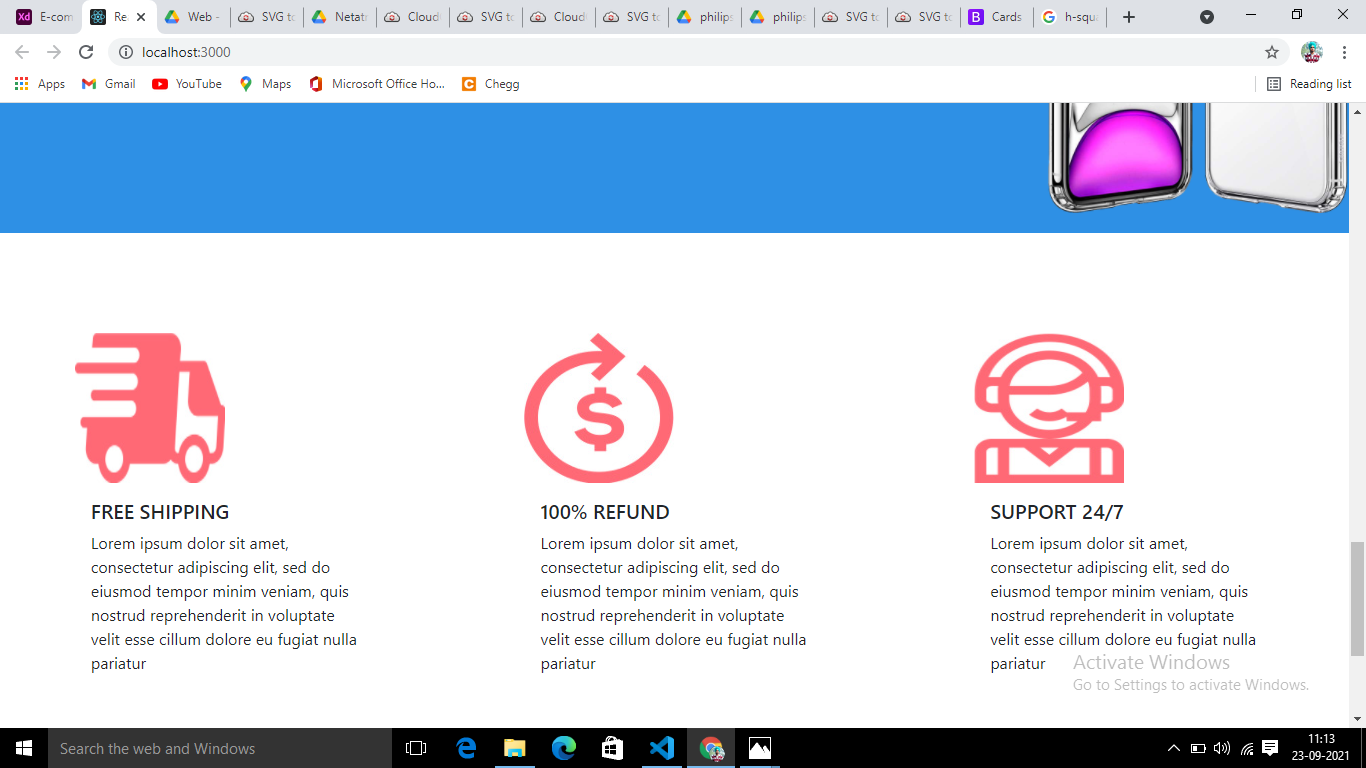 Xd E-com
Re
Web -
SVG to
Netatr
Cloud
SVG to
Cloud
SVG to
philips
philips
SVG to
SVG to
B Cards
G h-squa
localhost:3000
Apps
Gmail
YouTube
Maps
Microsoft Office Ho...
C Chegg
Reading list
$
FREE SHIPPING
Lorem ipsum dolor sit amet,
consectetur adipiscing elit, sed do
eiusmod tempor minim veniam, quis
nostrud reprehenderit in voluptate
velit esse cillum dolore eu fugiat nulla
pariatur
100% REFUND
Lorem ipsum dolor sit amet,
consectetur adipiscing elit, sed do
eiusmod tempor minim veniam, quis
nostrud reprehenderit in voluptate
velit esse cillum dolore eu fugiat nulla
pariatur
SUPPORT 24/7
Lorem ipsum dolor sit amet,
consectetur adipiscing elit, sed do
eiusmod tempor minim veniam, quis
nostrud reprehenderit in voluptate
velit esse cillum dolore eu fugiat nulla
pariatur
Activate Windows
Go to Settings to activate Windows.
Search the web and Windows
11:13
23-09-2021